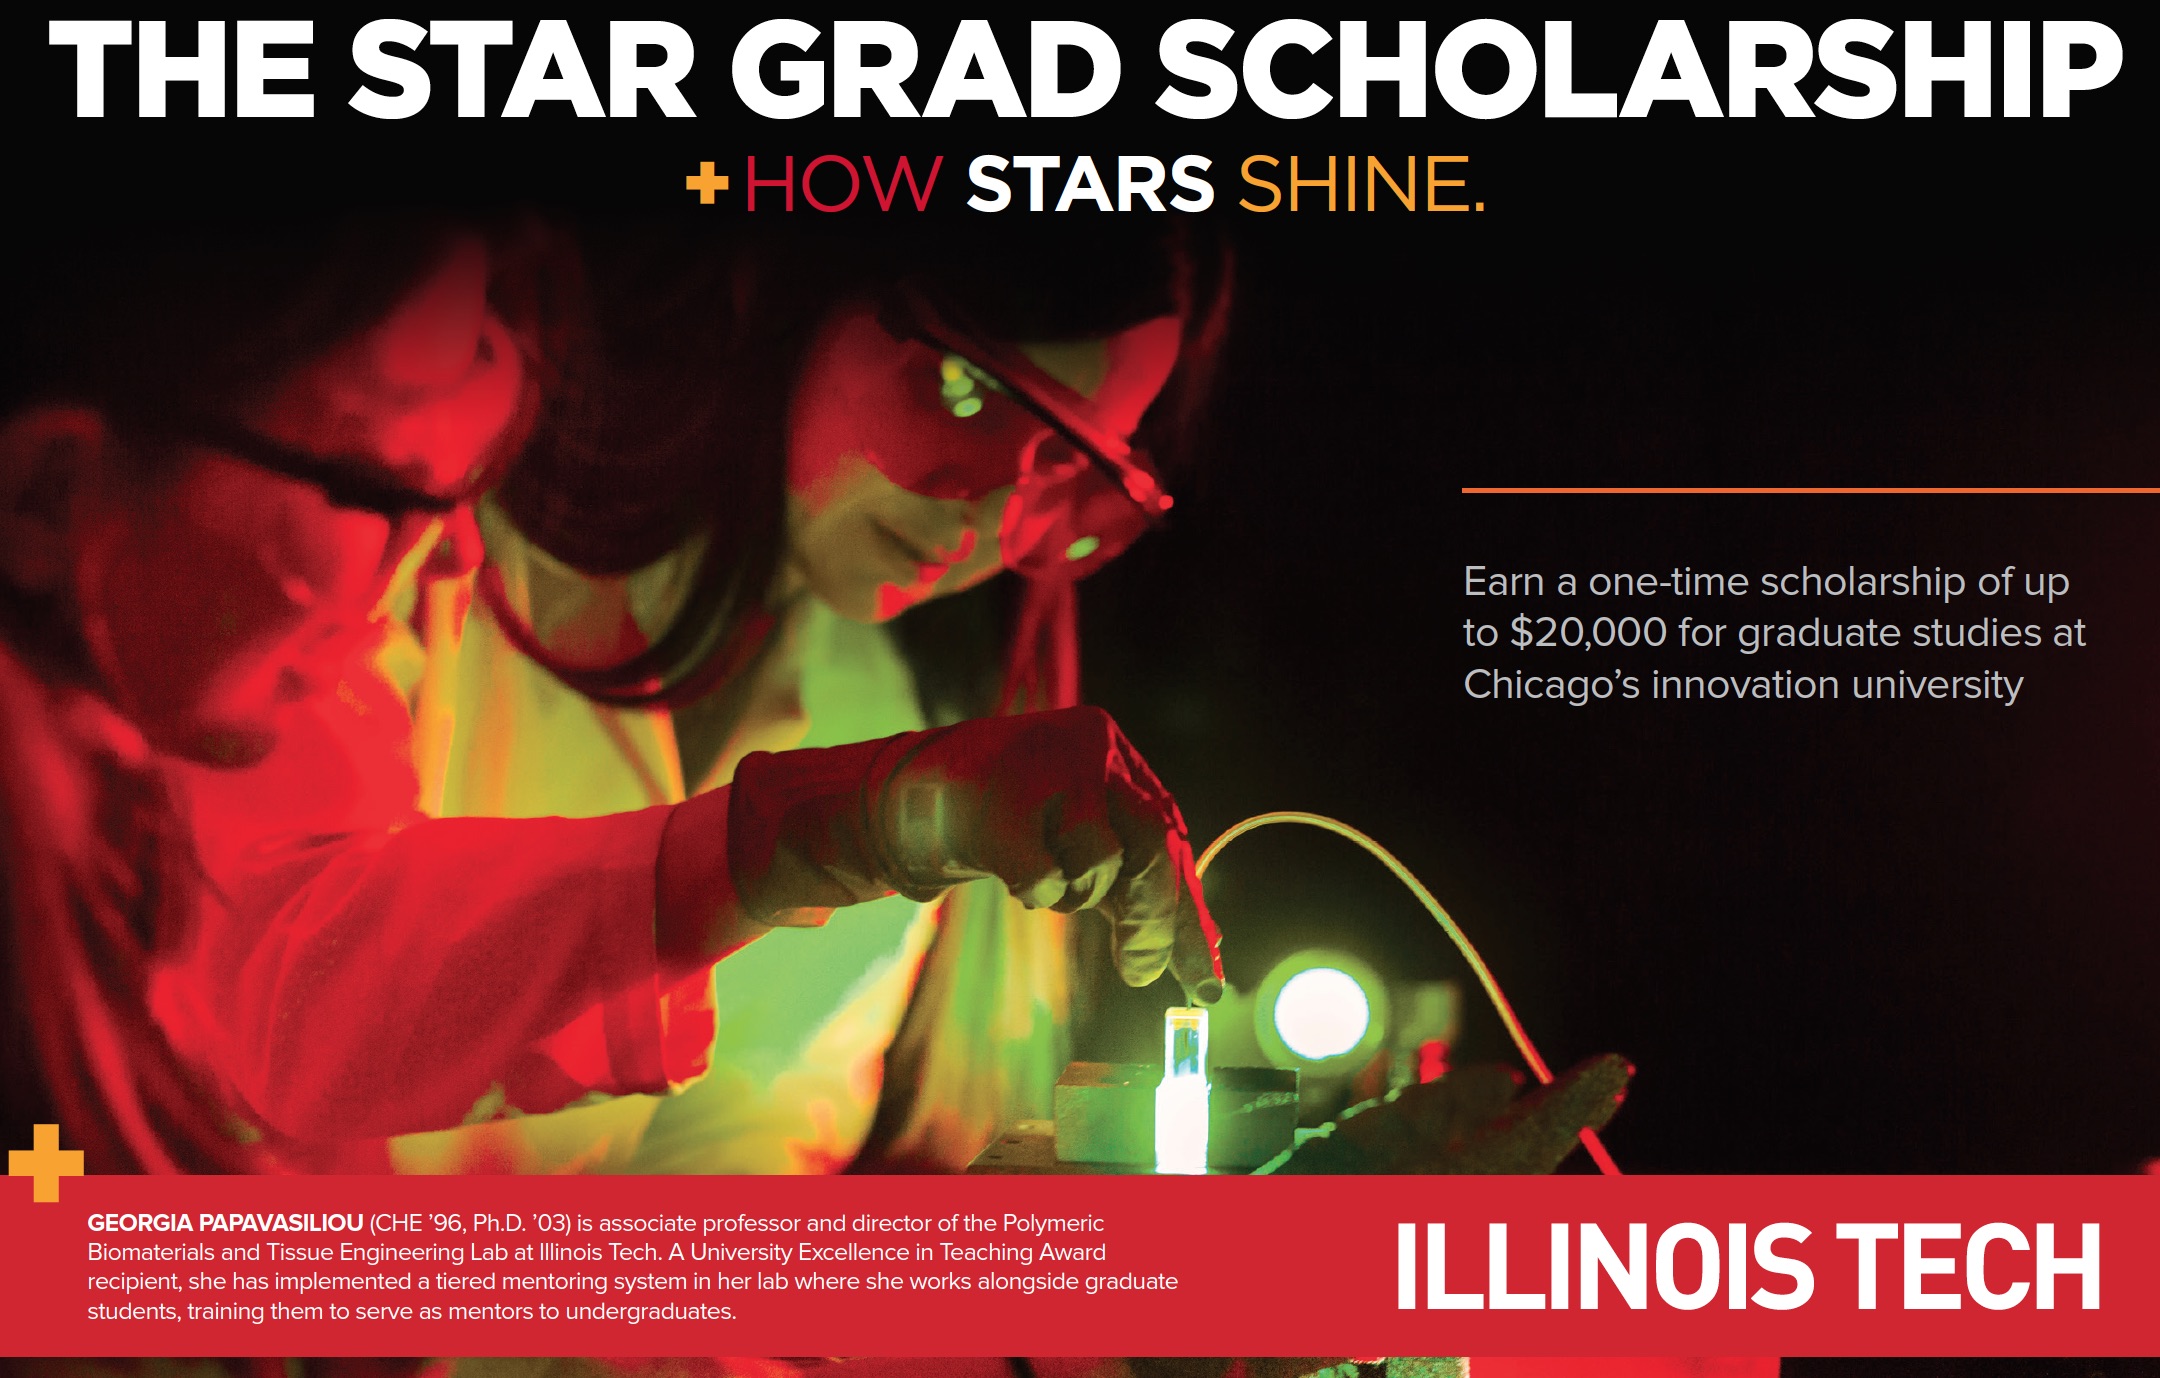 THE STAR GRAD SCHOLARSHIP
+HOW STARS SHINE.
Earn a one-time scholarship of up
to $20,000 for graduate studies at
Chicago’s innovation university
GEORGIA PAPAVASILIOU (CHE ’96, Ph.D. ’03) is associate professor and director of the Polymeric
Biomaterials and Tissue Engineering Lab at Illinois Tech. A University Excellence in Teaching Award
recipient, she has implemented a tiered mentoring system in her lab where she works alongside graduate
students, training them to serve as mentors to undergraduates.
ILLINOIS TECH